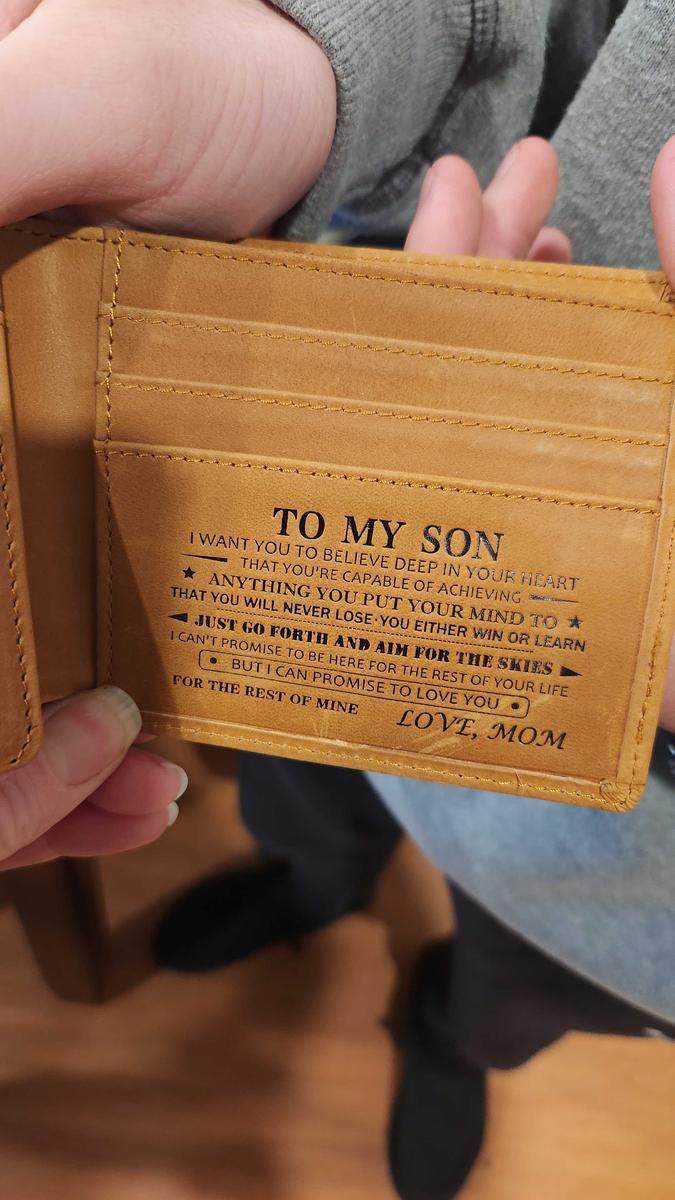 TO MY SON
I WANT YOU TO BELIEVE DEEP IN YOUR HEART
THAT YOU'RE CAPABLE OF ACHIEVING
ANYTHING YOU PUT YOUR MIND TO
THAT YOU WILL NEVER LOSE·YOU EITHER WIN OR LEARN
JUST GO FORTH AND AIM FOR THE SKIES
I CAN'T PROMISE TO BE HERE FOR THE REST OF YOUR LIFE
BUT I CAN PROMISE TO LOVE YOU
FOR THE REST OF MINE
LOVE, MOM